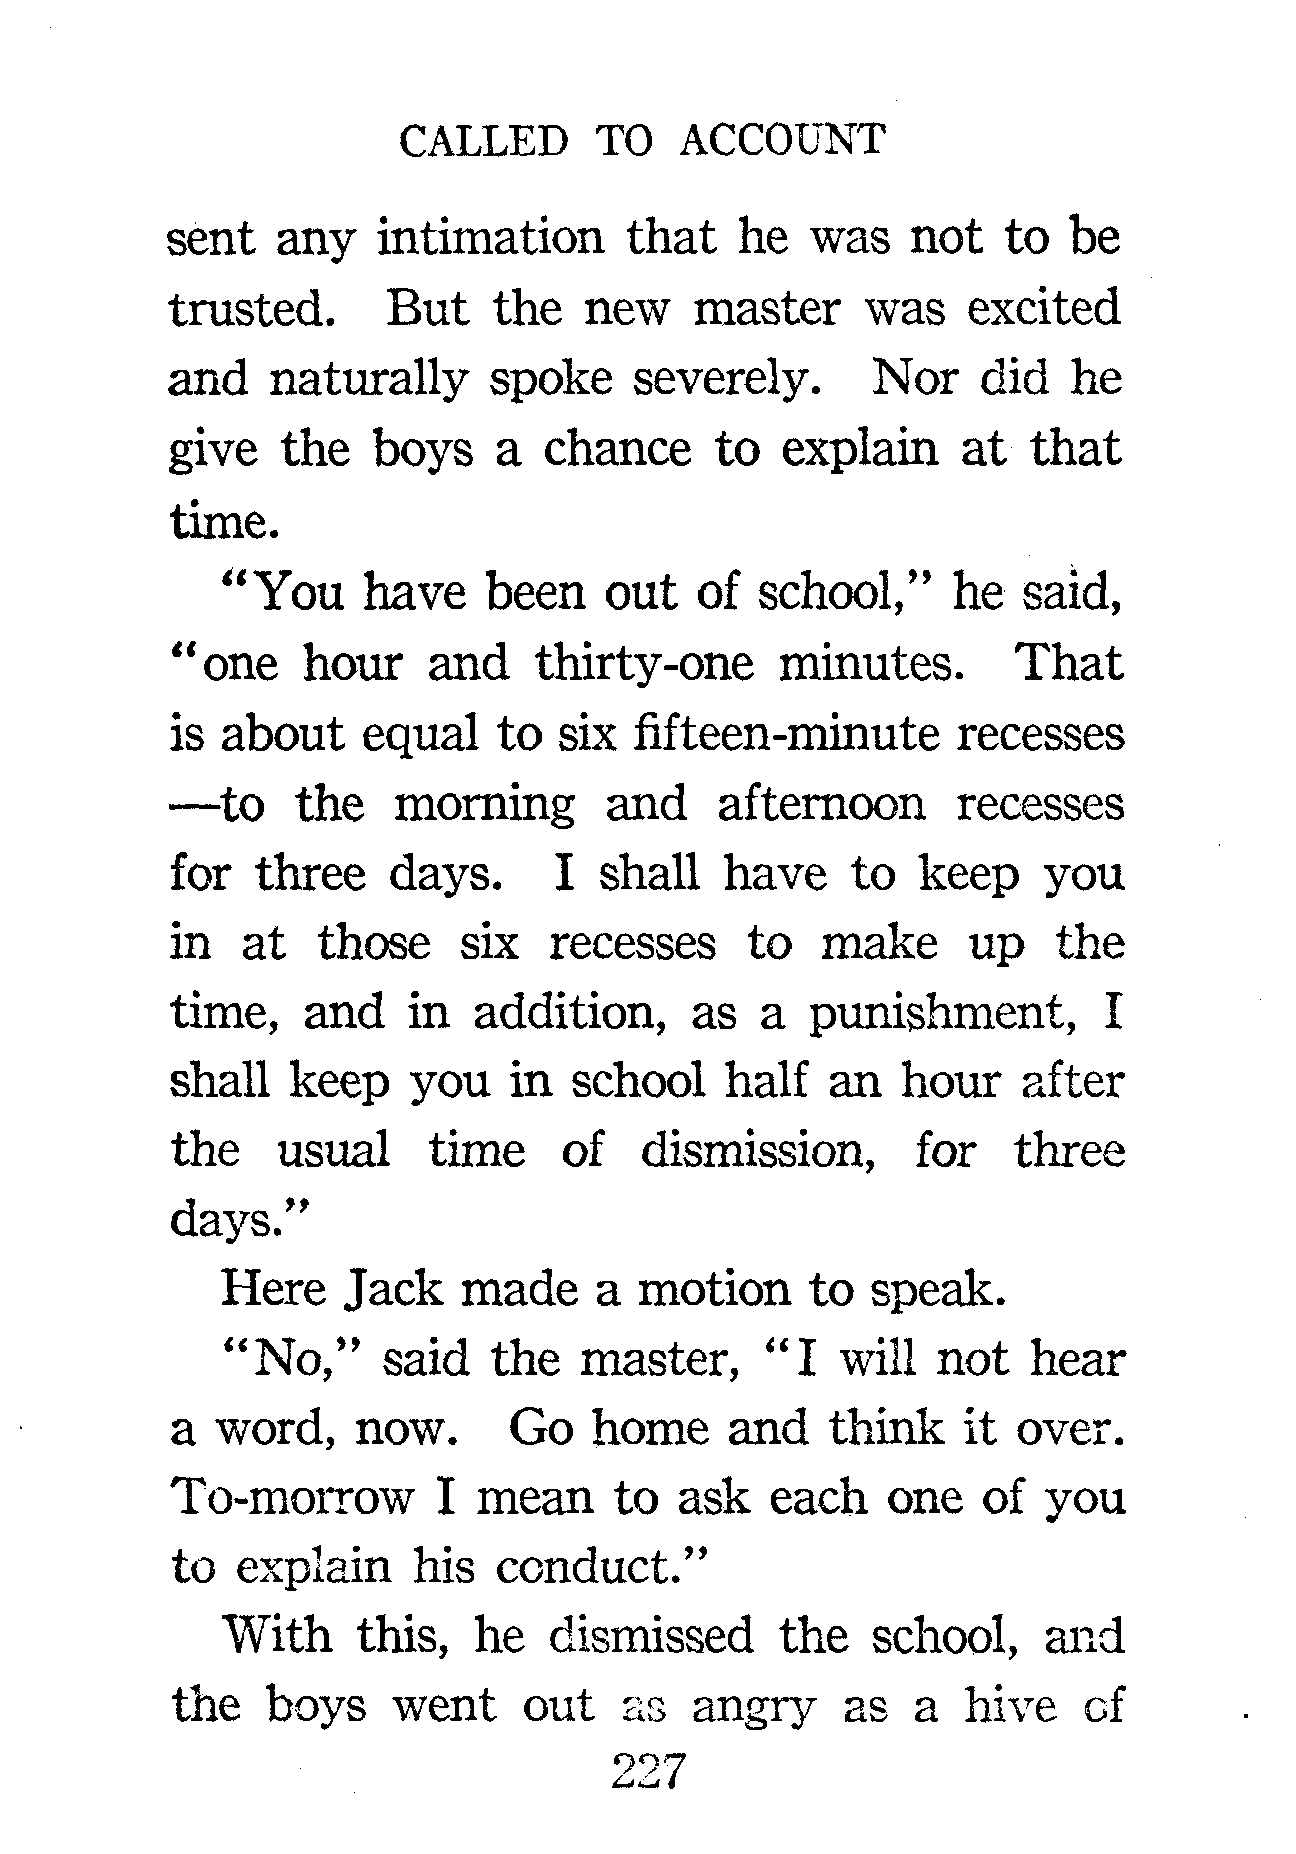 CALLED TO ACCOUNT
sent any intimation that he was not to be
trusted. But the new master was excited
and naturally spoke severely. Nor did he
give the boys a chance to explain at that
time.
“You have been out of school,” he said,
“one hour and thirty-one minutes. That
is about equal to six fifteen-minute recesses
—to the morning and afternoon recesses
for three days. I shall have to keep you
in at those six recesses to make up the
time, and in addition, as a punishment, I
shall keep you in school half an hour after
the usual time of dismission, for three
days.”
Here Jack made a motion to speak.
“No,” said the master, “I will not hear
a word, now. Go home and think it over.
To-morrow I mean to ask each one of you
to explain his conduct.”
With this, he dismissed the school, and
the boys went out as angry as a hive of
227